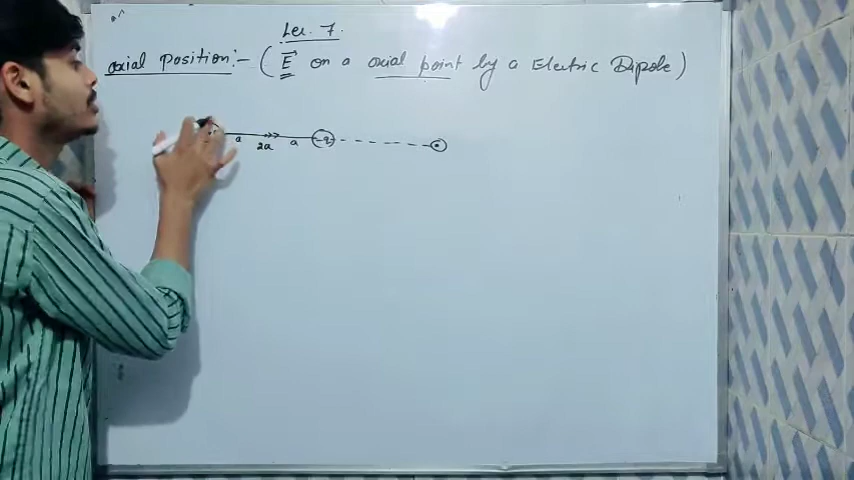 Lec. 7.
axial Position:- (E⃗ on a axial point by a Electric Dipole)
a 2a a -q